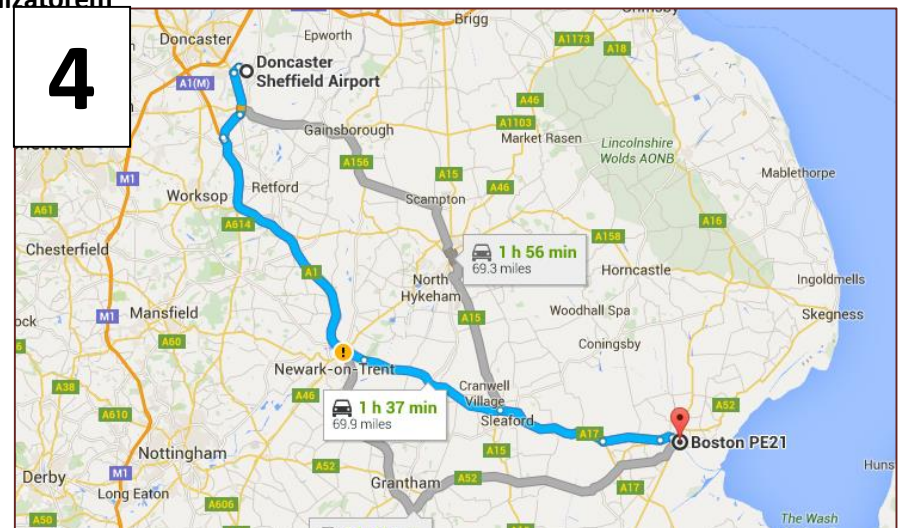 4
Brigg
Doncaster
Epworth
A1173
A18
Doncaster
Sheffield Airport
A1(M)
A46
A1103
Gainsborough
Market Rasen
Lincolnshire
Wolds AONB
A156
A15
M1
Mablethorpe
Worksop
Retford
A46
Scampton
A61
A614
A16
Chesterfield
A158
1 h 56 min
69.3 miles
A1
Horncastle
North
Hykeham
Ingoldmells
M1
Mansfield
A15
Woodhall Spa
Skegness
A60
Coningsby
Newark-on-Trent
A38
A46
Cranwell
Village
A52
1 h 37 min
69.9 miles
A610
Sleaford
A17
Boston PE21
Nottingham
A15
A52
M1
Derby
Grantham
A52
Long Eaton
A17
A606
A50
The Wash